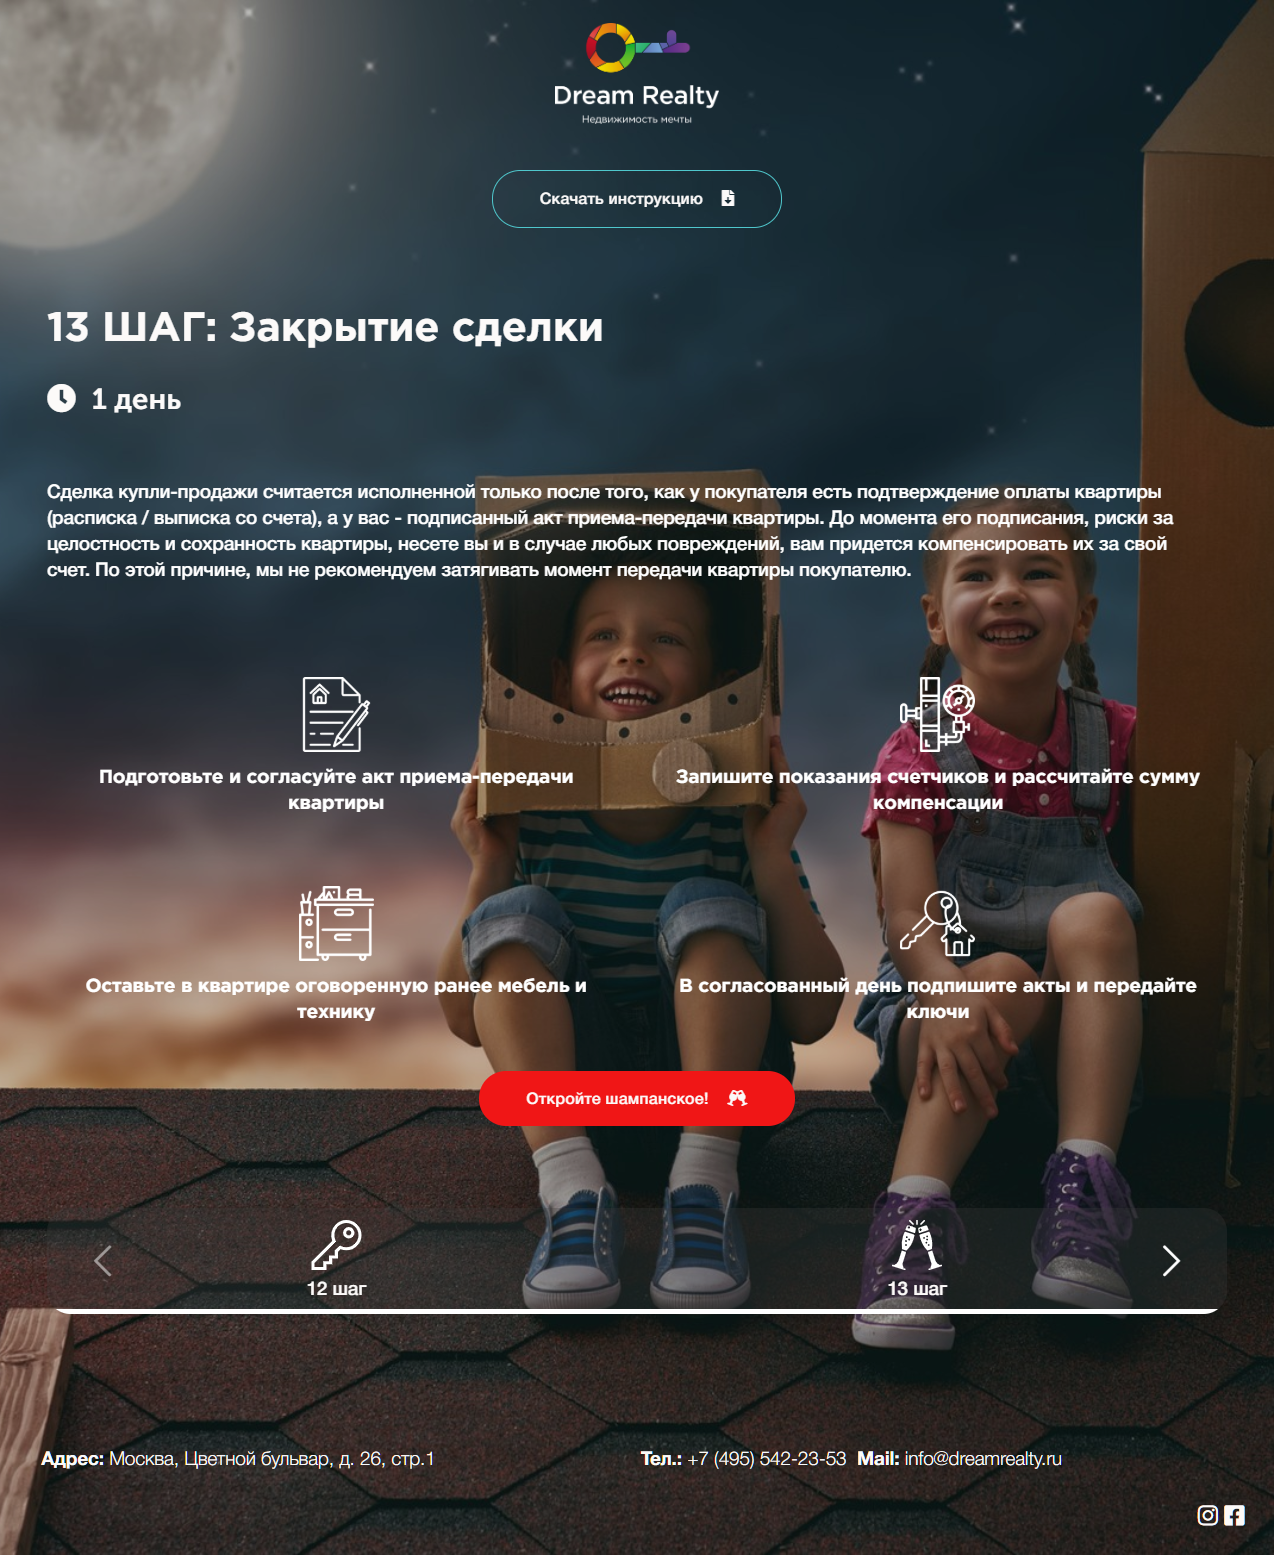 Dream Realty
Недвижимость мечты
Скачать инструкцию
13 ШАГ: Закрытие сделки
1 день
Сделка купли-продажи считается исполненной только после того, как у покупателя есть подтверждение оплаты квартиры
(расписка / выписка со счета), а у вас - подписанный акт приема-передачи квартиры. До момента его подписания, риски за
целостность и сохранность квартиры, несете вы и в случае любых повреждений, вам придется компенсировать их за свой
счет. По этой причине, мы не рекомендуем затягивать момент передачи квартиры покупателю.
Подготовьте и согласуйте акт приема-передачи
квартиры
Запишите показания счетчиков и рассчитайте сумму
компенсации
Оставьте в квартире оговоренную ранее мебель и
технику
В согласованный день подпишите акты и передайте
ключи
Откройте шампанское!
12 шаг
13 шаг
Адрес: Москва, Цветной бульвар, д. 26, стр.1
Тел.: +7 (495) 542-23-53 Mail: info@dreamrealty.ru